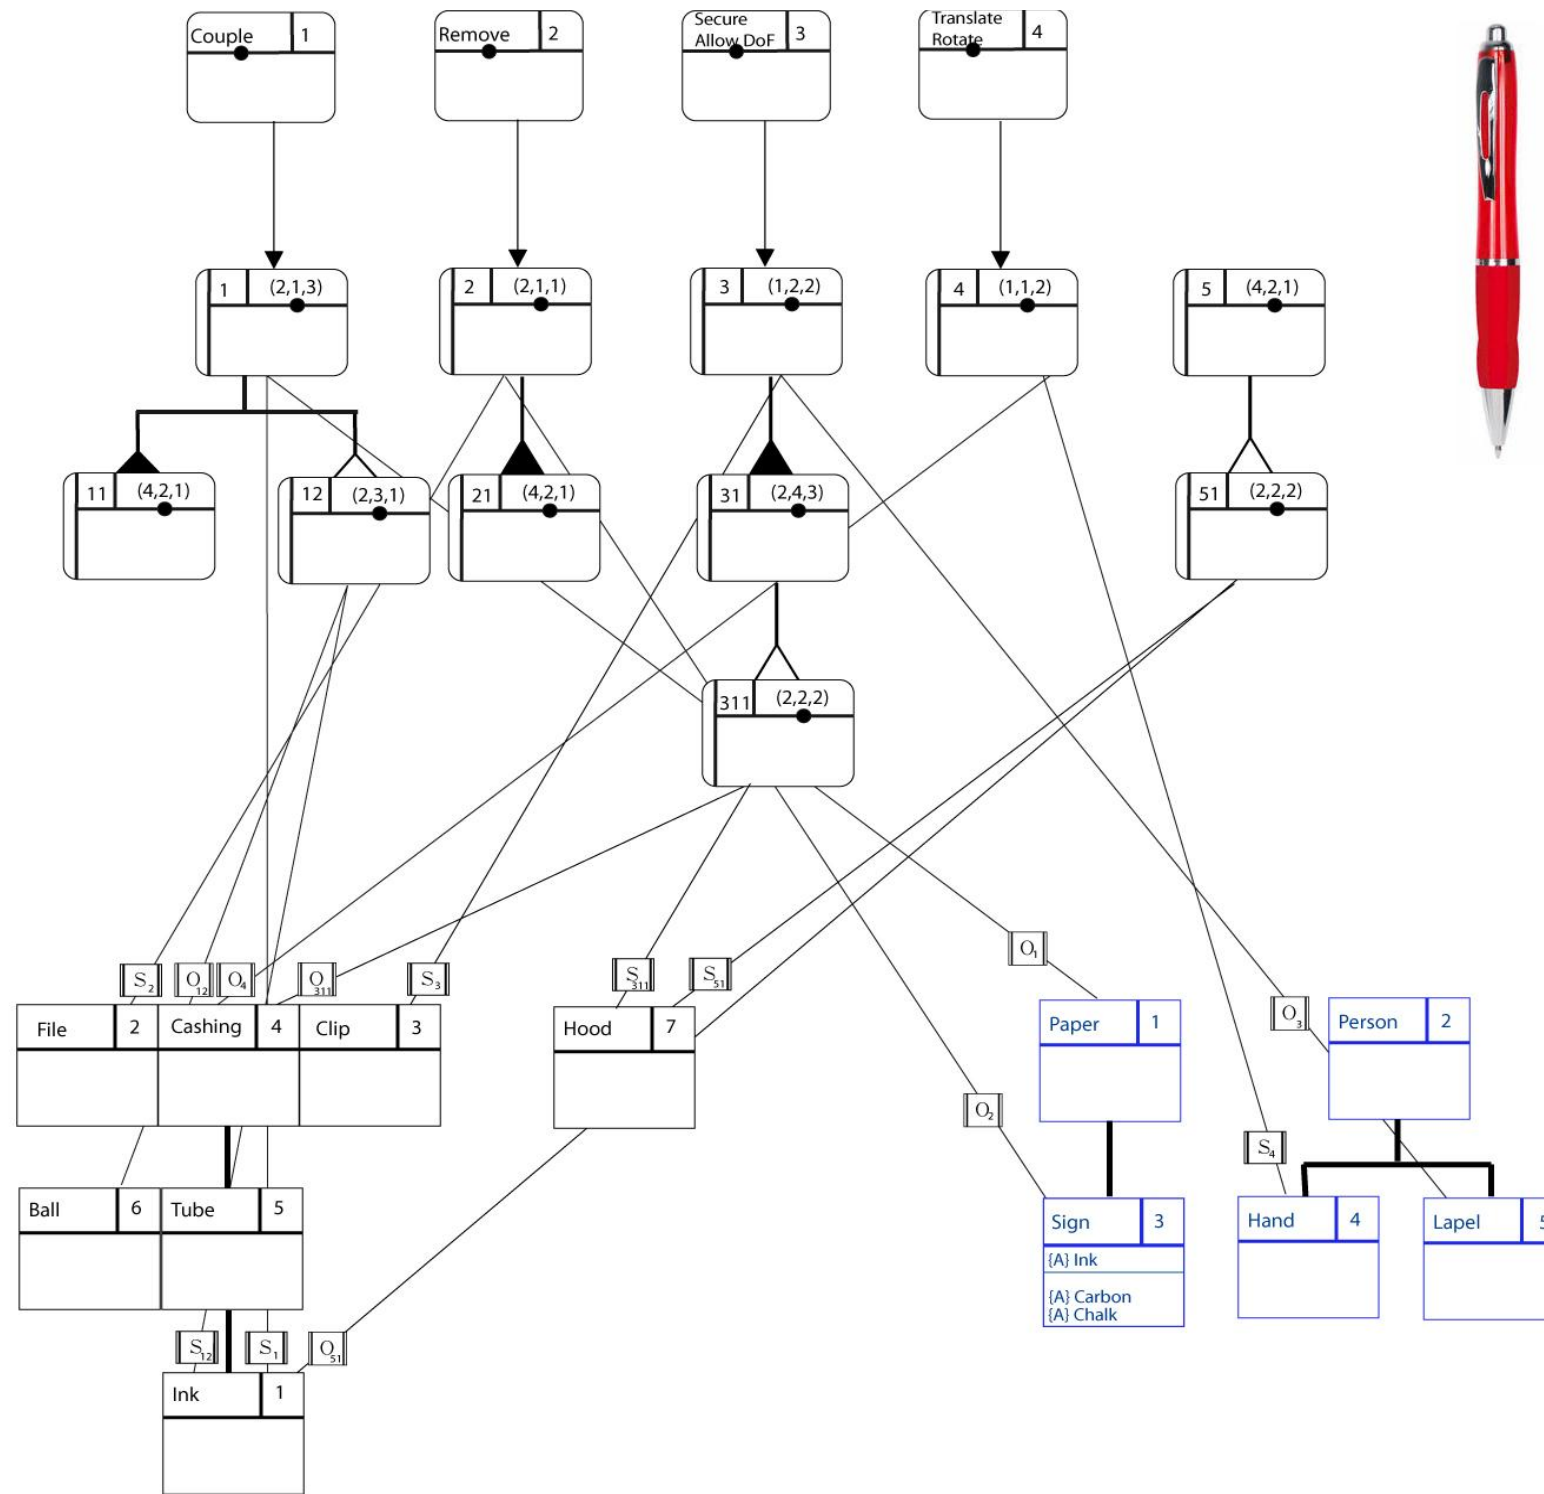 Couple 1
Remove 2
Secure
Allow DoF 3
Translate
Rotate 4
1 (2,1,3)
2 (2,1,1)
3 (1,2,2)
4 (1,1,2)
5 (4,2,1)
11 (4,2,1)
12 (2,3,1)
21 (4,2,1)
31 (2,4,3)
51 (2,2,2)
311 (2,2,2)
O1
S2
O12
O4
O311
S3
S311
S51
O3
File 2
Cashing 4
Clip 3
Hood 7
Paper 1
Person 2
O2
S4
Ball 6
Tube 5
Sign 3
{A} Ink
{A} Carbon
{A} Chalk
Hand 4
Lapel 5
S12
S1
O51
Ink 1